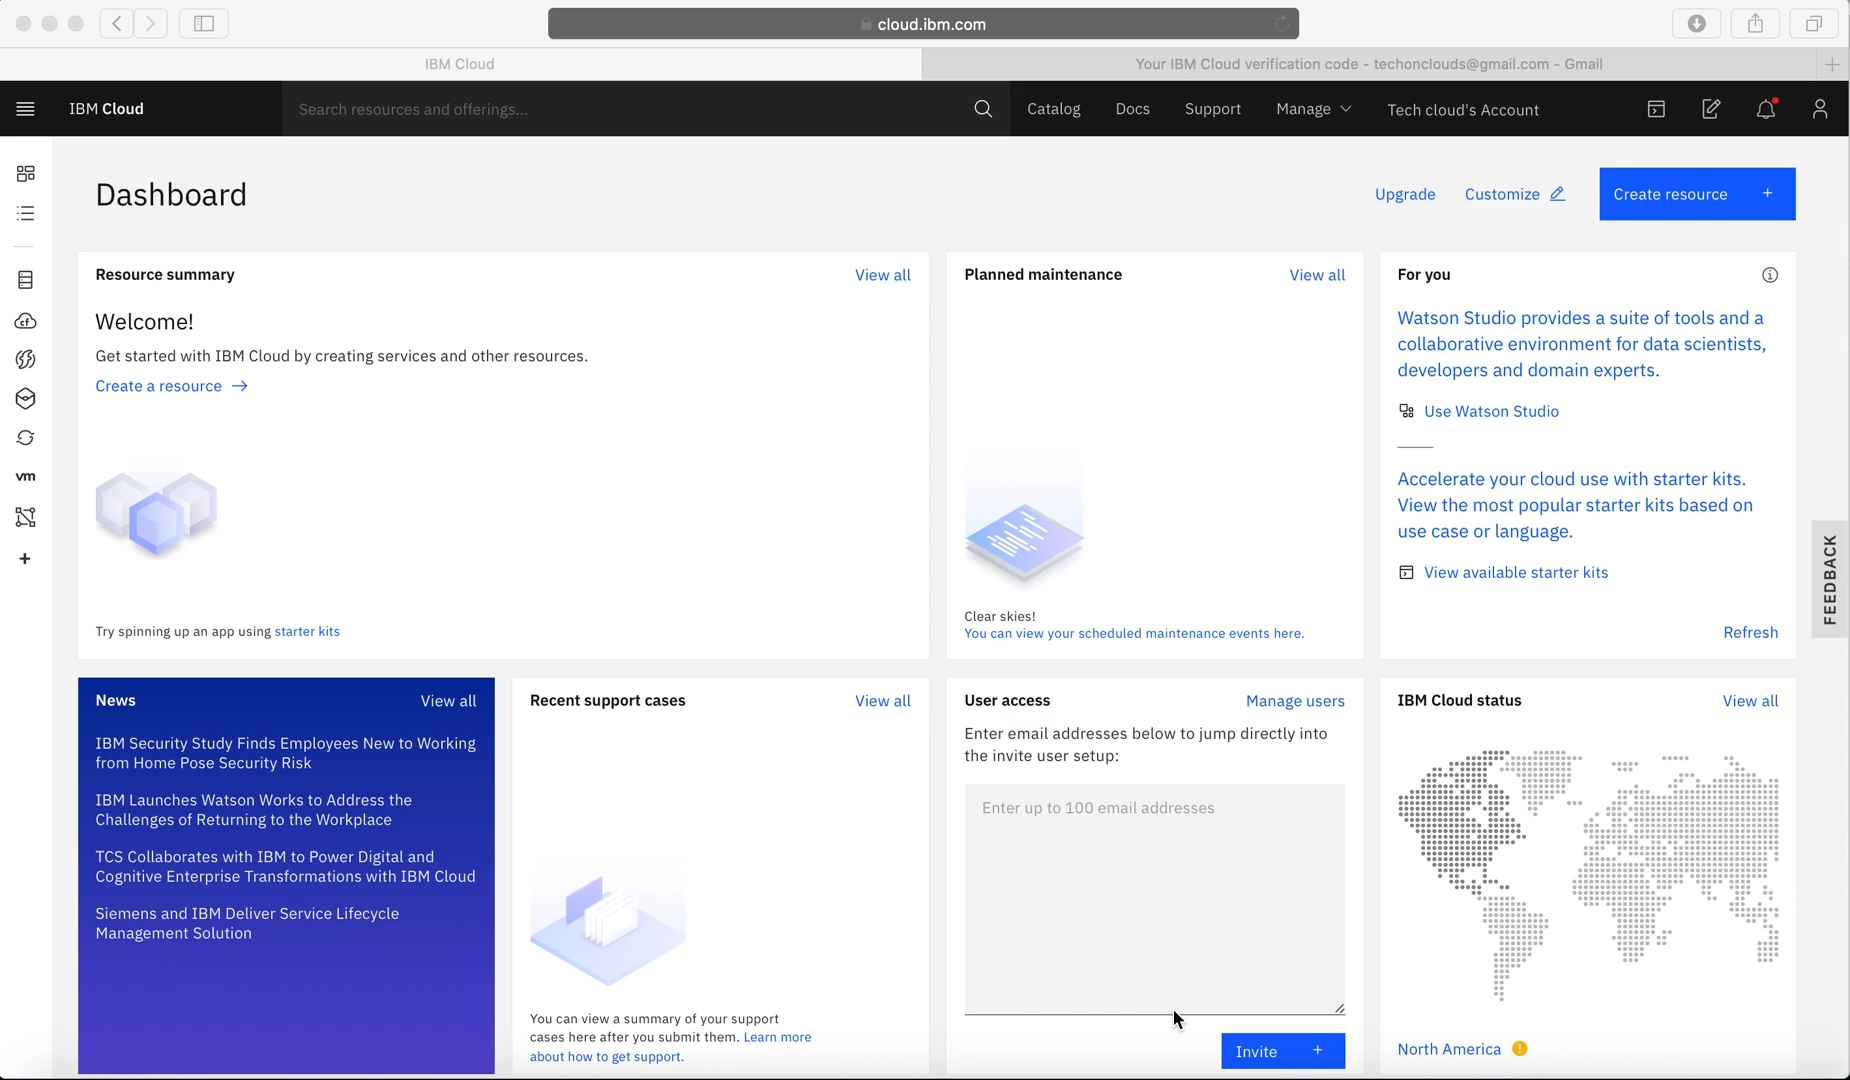 cloud.ibm.com
IBM Cloud
Your IBM Cloud verification code - techonclouds@gmail.com - Gmail
IBM Cloud
Search resources and offerings...
Catalog
Docs
Support
Manage
Tech cloud's Account
Dashboard
Upgrade
Customize
Create resource +
Resource summary
View all
Welcome!
Get started with IBM Cloud by creating services and other resources.
Create a resource →
Try spinning up an app using starter kits
Planned maintenance
View all
Clear skies!
You can view your scheduled maintenance events here.
For you
Watson Studio provides a suite of tools and a
collaborative environment for data scientists,
developers and domain experts.
Use Watson Studio
Accelerate your cloud use with starter kits.
View the most popular starter kits based on
use case or language.
View available starter kits
Refresh
FEEDBACK
cf
vm
News
View all
IBM Security Study Finds Employees New to Working
from Home Pose Security Risk
IBM Launches Watson Works to Address the
Challenges of Returning to the Workplace
TCS Collaborates with IBM to Power Digital and
Cognitive Enterprise Transformations with IBM Cloud
Siemens and IBM Deliver Service Lifecycle
Management Solution
Recent support cases
View all
You can view a summary of your support
cases here after you submit them. Learn more
about how to get support.
User access
Manage users
Enter email addresses below to jump directly into
the invite user setup:
Enter up to 100 email addresses
Invite +
IBM Cloud status
View all
North America